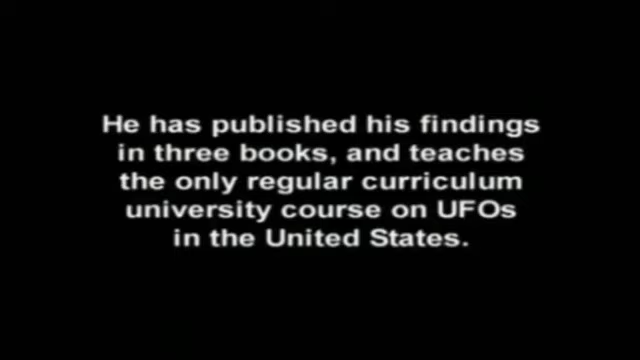 He has published his findings
in three books, and teaches
the only regular curriculum
university course on UFOs
in the United States.